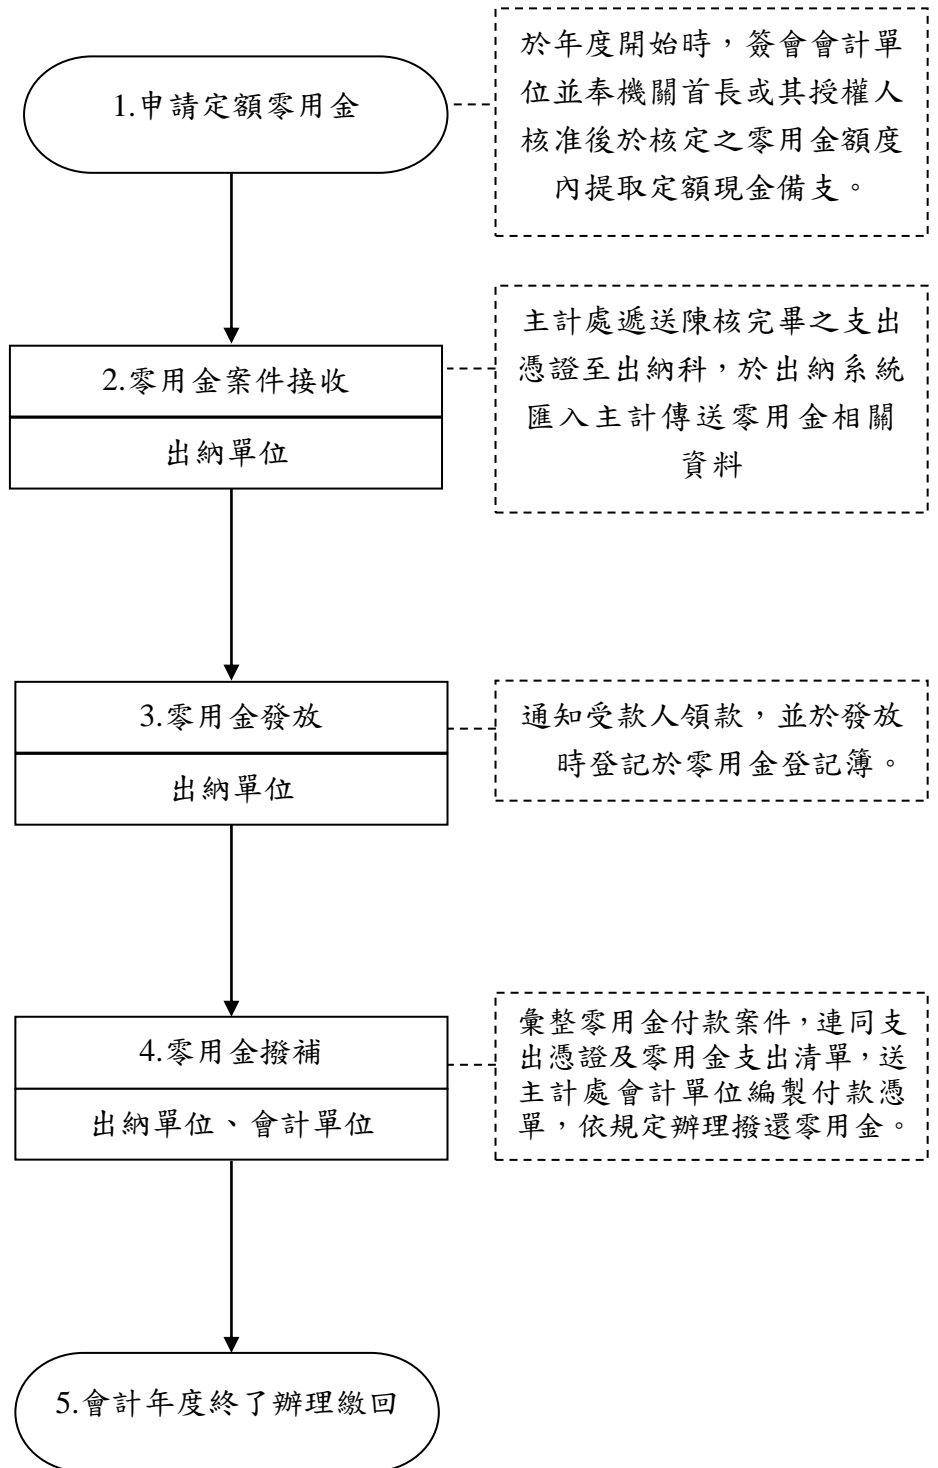 1.申請定額零用金
於年度開始時，簽會會計單
位並奉機關首長或其授權人
核准後於核定之零用金額度
內提取定額現金備支。
2.零用金案件接收
出納單位
主計處遞送陳核完畢之支出
憑證至出納科，於出納系統
匯入主計傳送零用金相關
資料
3.零用金發放
出納單位
通知受款人領款，並於發放
時登記於零用金登記簿。
4.零用金撥補
出納單位、會計單位
彙整零用金付款案件，連同支
出憑證及零用金支出清單，送
主計處會計單位編製付款憑
單，依規定辦理撥還零用金。
5.會計年度終了辦理繳回